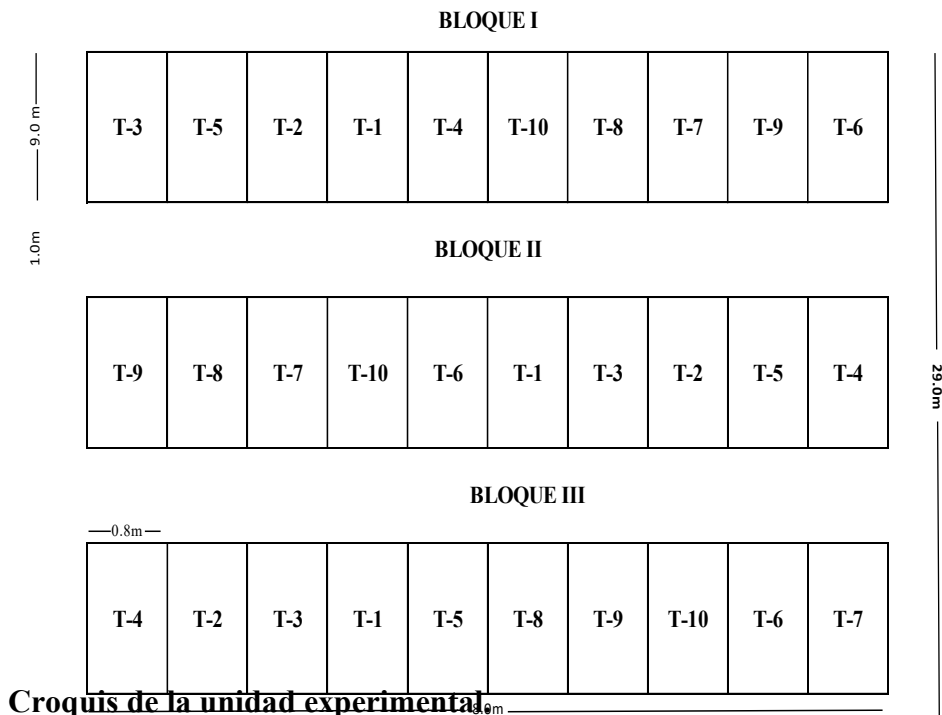 BLOQUE I
9.0 m
T-3 T-5 T-2 T-1 T-4 T-10 T-8 T-7 T-9 T-6
1.0m
BLOQUE II
T-9 T-8 T-7 T-10 T-6 T-1 T-3 T-2 T-5 T-4
29.0m
BLOQUE III
0.8m
T-4 T-2 T-3 T-1 T-5 T-8 T-9 T-10 T-6 T-7
Croquis de la unidad experimental.
8.0m